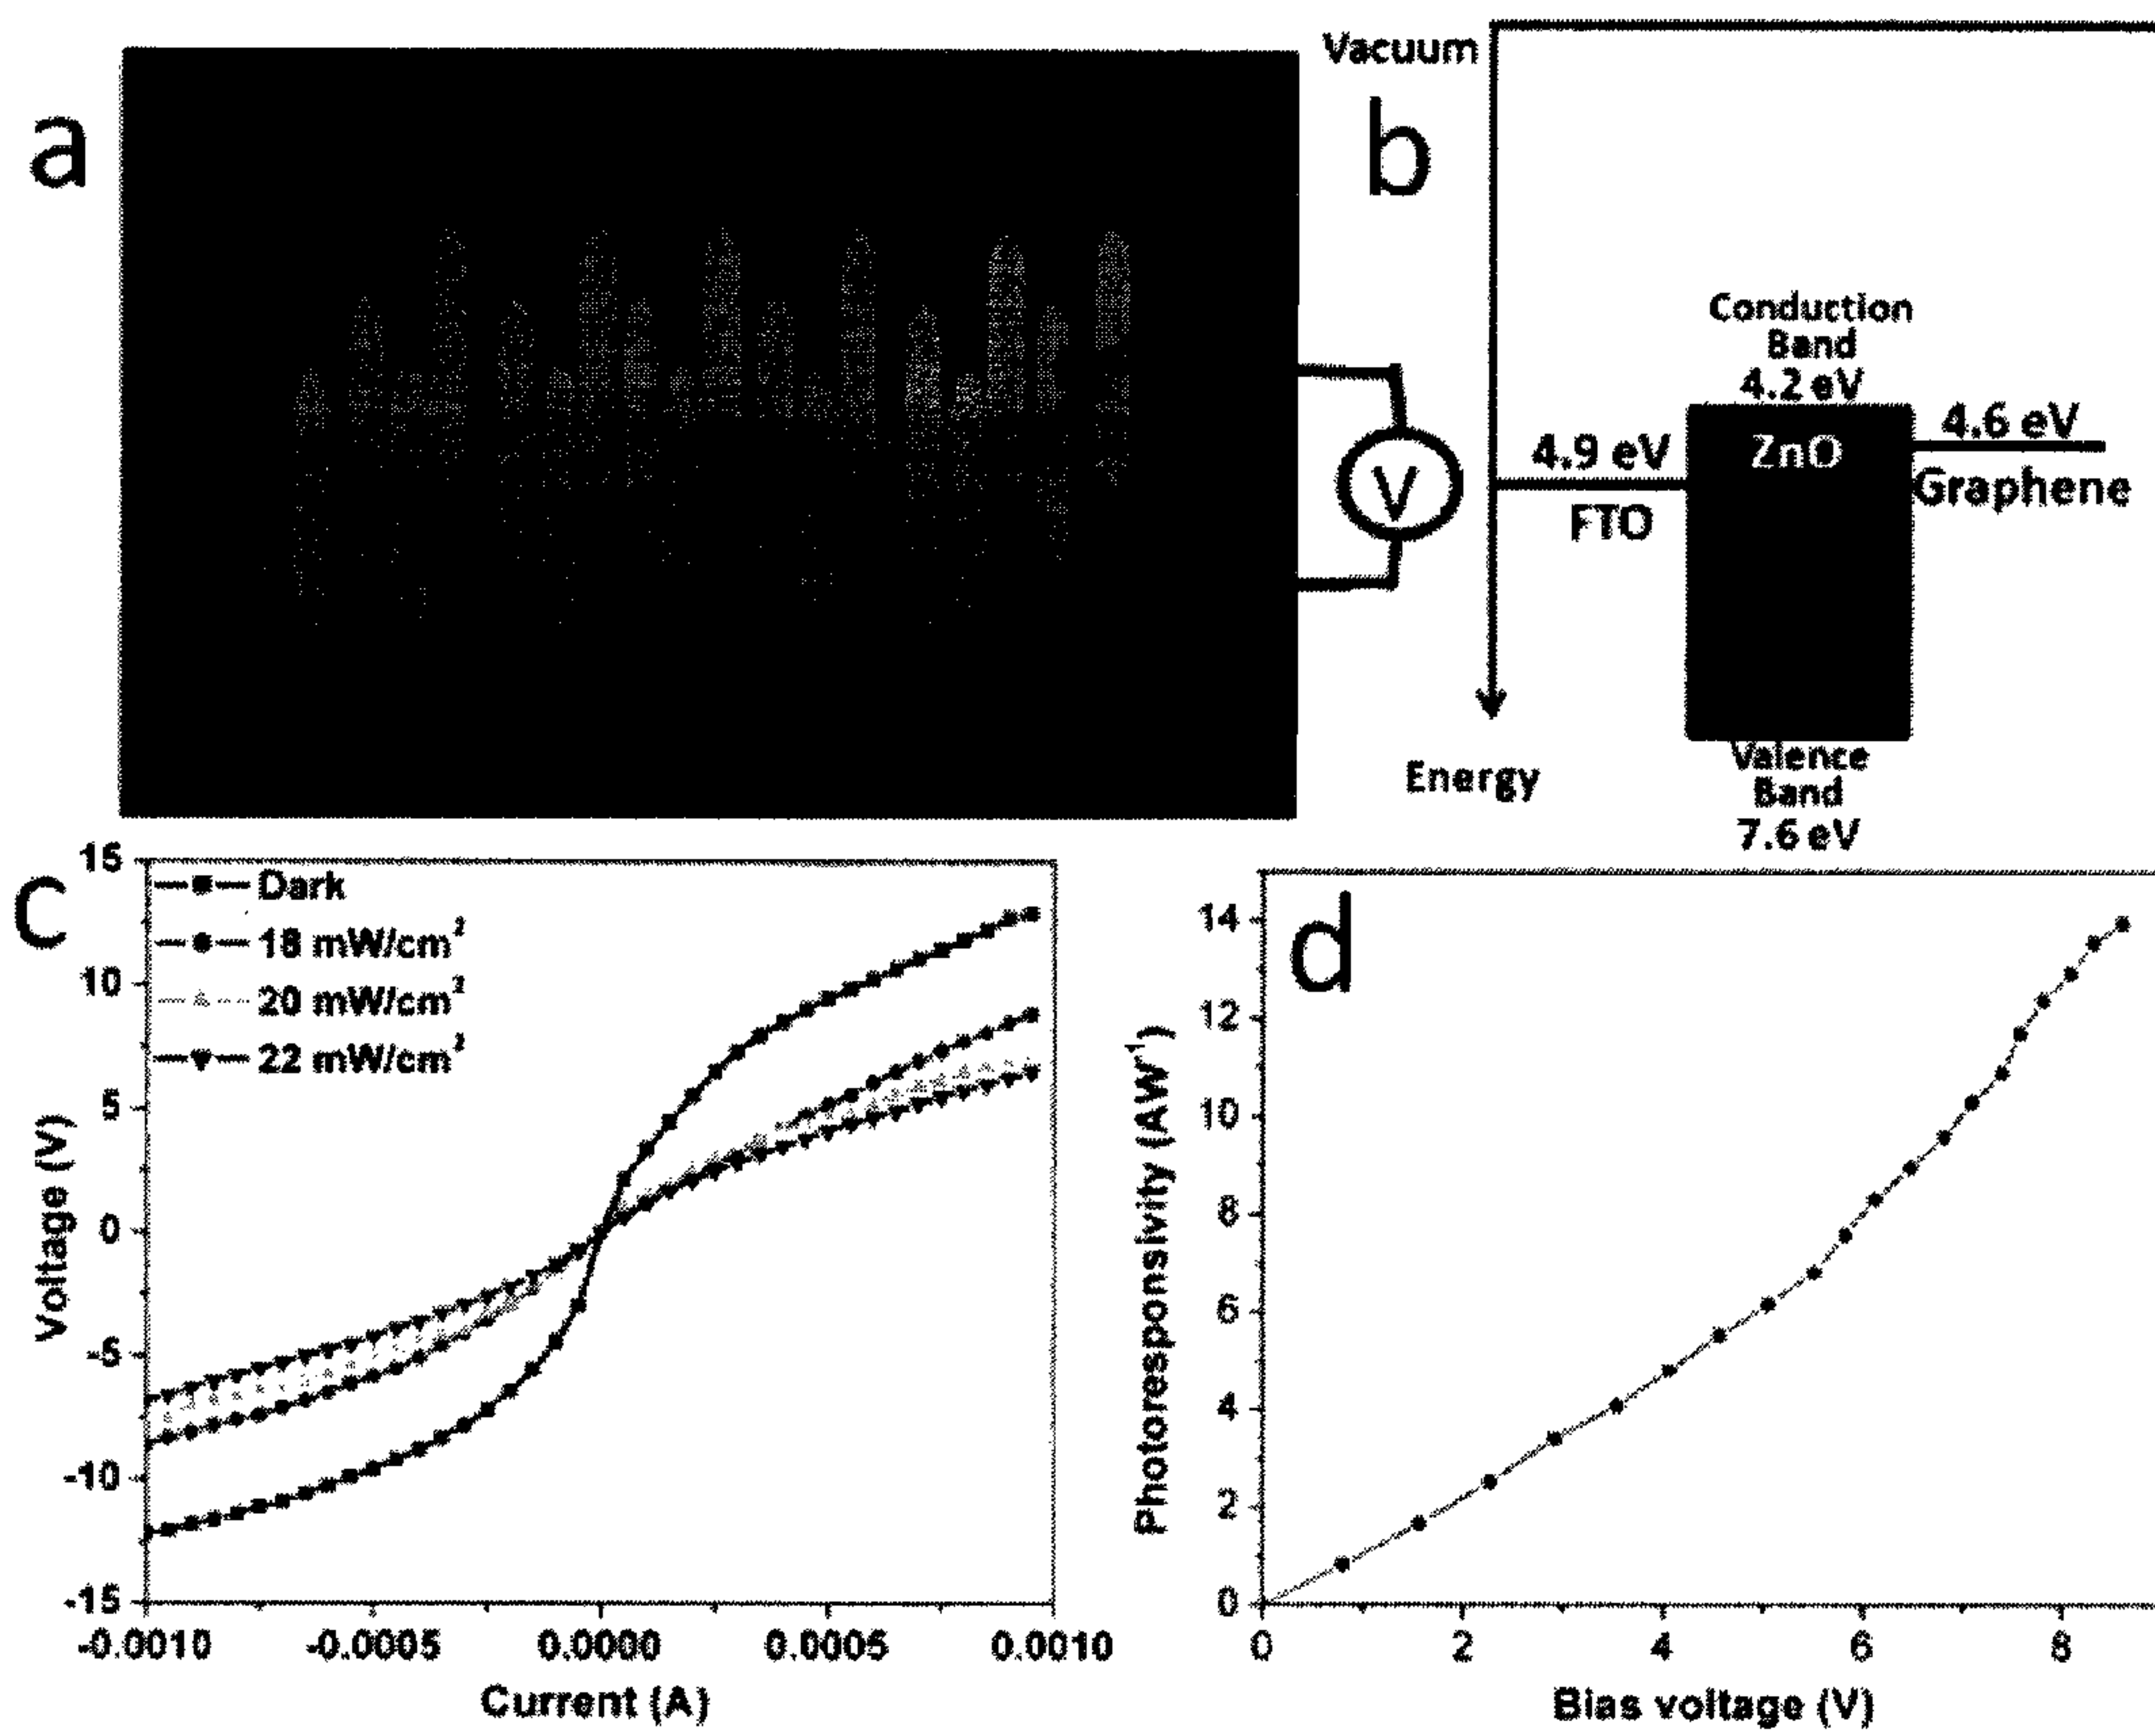 a
Vacuum
b
Conduction
Band
4.2 eV
ZnO
4.9 eV
FTO
4.6 eV
Graphene
V
Energy
Valence
Band
7.6 eV
c
Dark
18 mW/cm²
20 mW/cm²
22 mW/cm²
15
10
5
0
-5
-10
-15
Voltage (V)
-0.0010 -0.0005 0.0000 0.0005 0.0010
Current (A)
d
14
12
10
8
6
4
2
0
Photoresponsivity (AW⁻¹)
0 2 4 6 8
Bias voltage (V)